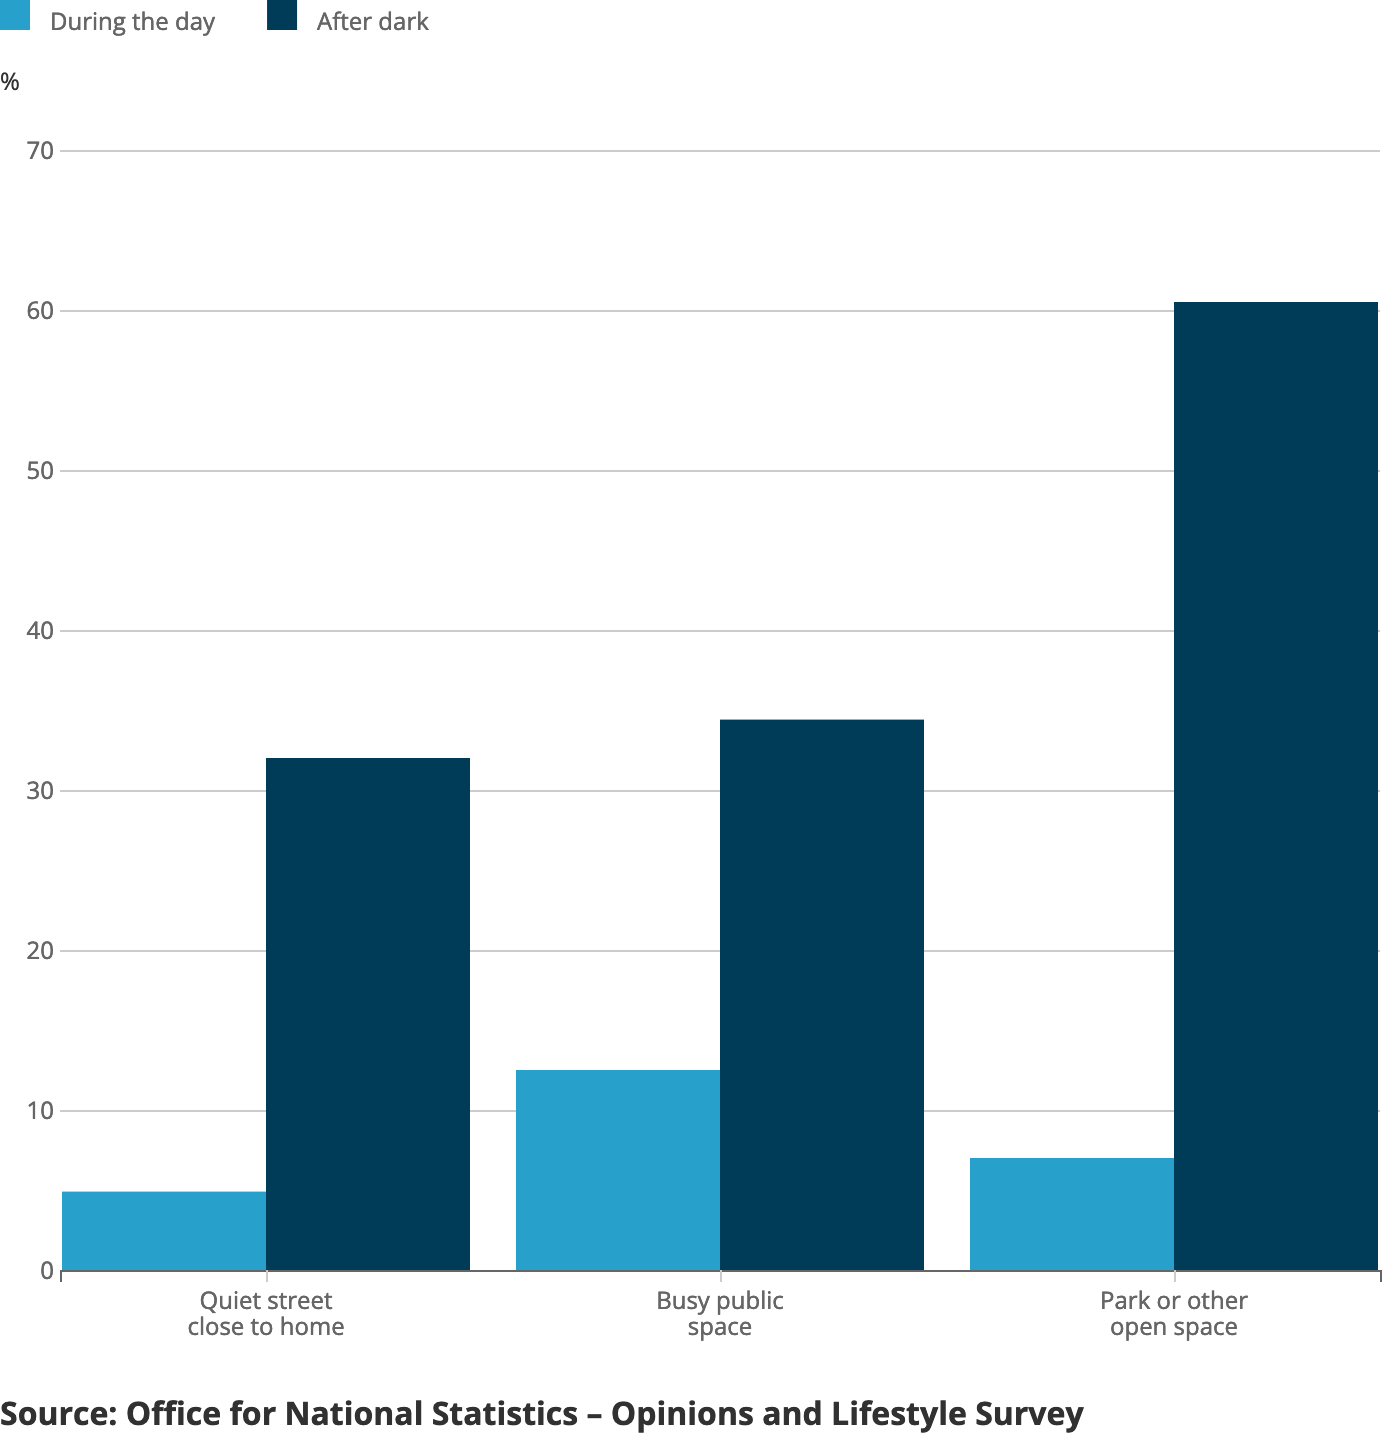 During the day
After dark
%
70
60
50
40
30
20
10
0
Quiet street
close to home
Busy public
space
Park or other
open space
Source: Office for National Statistics – Opinions and Lifestyle Survey